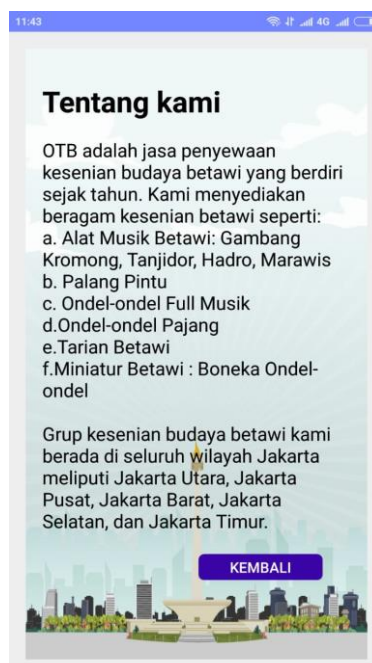 11:43
4G
Tentang kami
OTB adalah jasa penyewaan
kesenian budaya betawi yang berdiri
sejak tahun. Kami menyediakan
beragam kesenian betawi seperti:
a. Alat Musik Betawi: Gambang
Kromong, Tanjidor, Hadro, Marawis
b. Palang Pintu
c. Ondel-ondel Full Musik
d.Ondel-ondel Pajang
e.Tarian Betawi
f.Miniatur Betawi : Boneka Ondel-
ondel
Grup kesenian budaya betawi kami
berada di seluruh wilayah Jakarta
meliputi Jakarta Utara, Jakarta
Pusat, Jakarta Barat, Jakarta
Selatan, dan Jakarta Timur.
KEMBALI